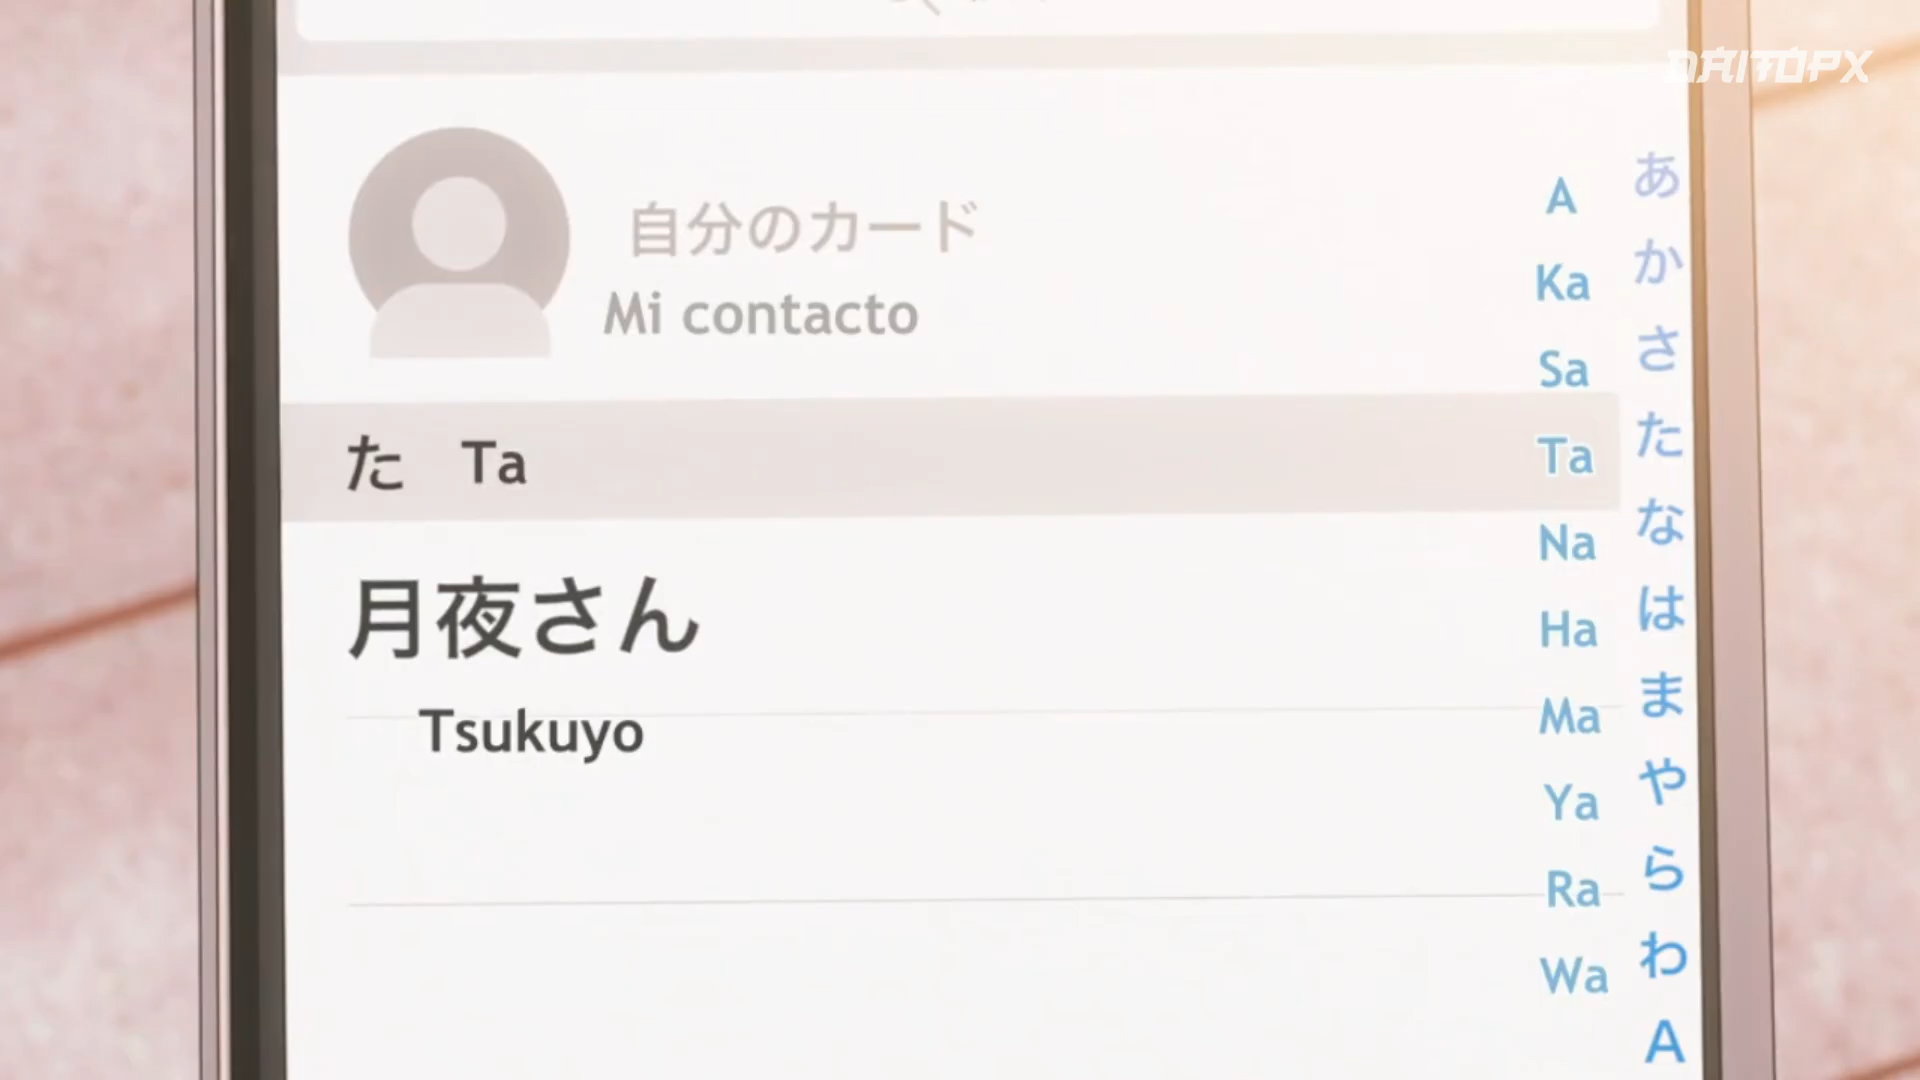 DAITOPX
自分のカード
Mi contacto
た Ta
月夜さん
Tsukuyo
A あ
Ka か
Sa さ
Ta た
Na な
Ha は
Ma ま
Ya や
Ra ら
Wa わ
A